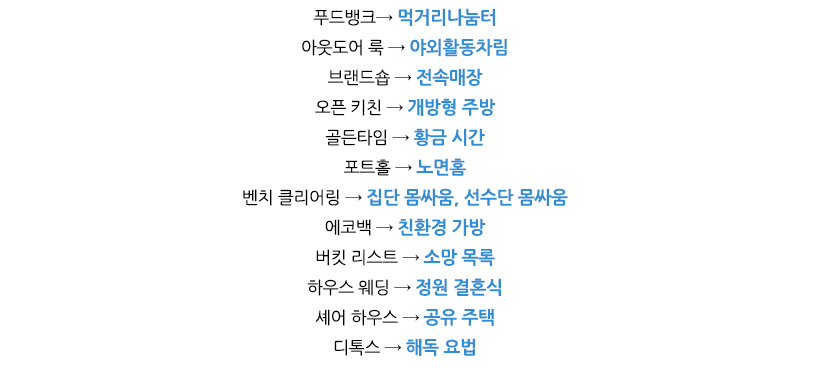 푸드뱅크→ 먹거리나눔터
아웃도어 룩 → 야외활동차림
브랜드숍 → 전속매장
오픈 키친 → 개방형 주방
골든타임 → 황금 시간
포트홀 → 노면홈
벤치 클리어링 → 집단 몸싸움, 선수단 몸싸움
에코백 → 친환경 가방
버킷 리스트 → 소망 목록
하우스 웨딩 → 정원 결혼식
셰어 하우스 → 공유 주택
디톡스 → 해독 요법